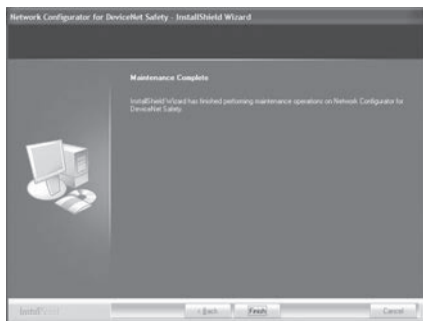 Network Configurator for DeviceNet Safety - InstallShield Wizard
Maintenance Complete
InstallShield Wizard has finished performing maintenance operations on Network Configurator for
DeviceNet Safety.
InstallShield
< Back
Finish
Cancel